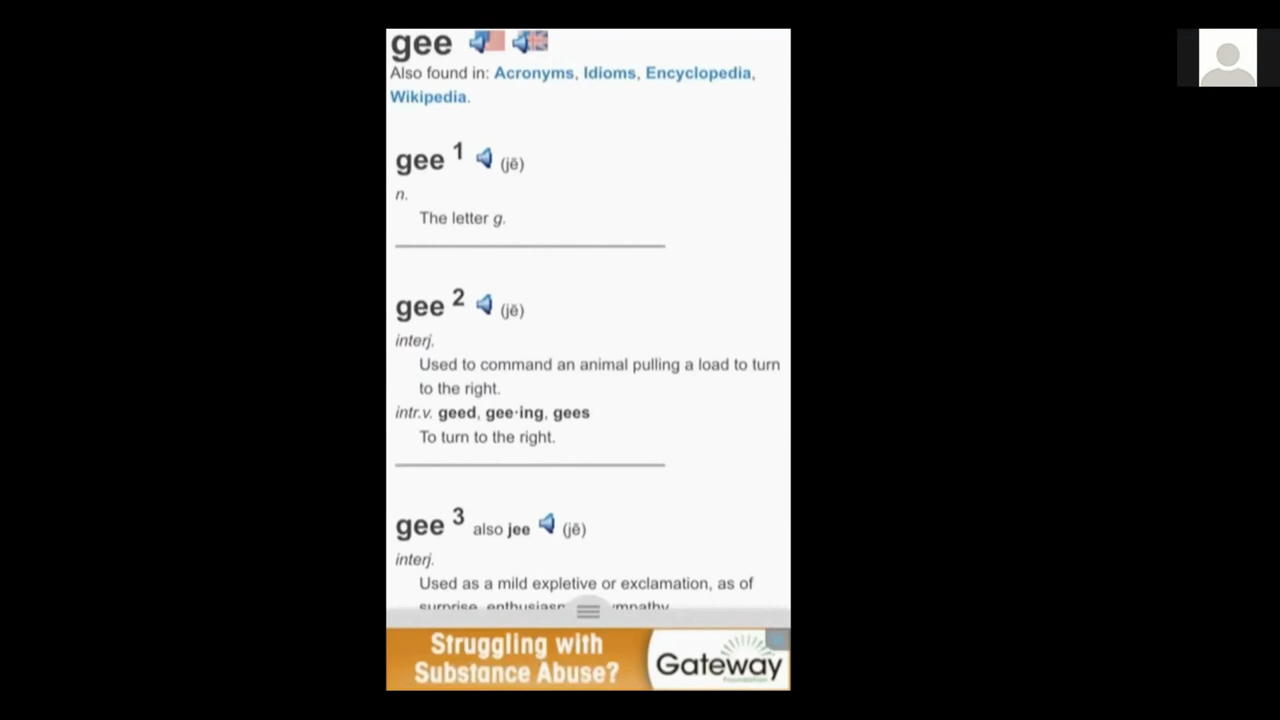 gee
Also found in: Acronyms, Idioms, Encyclopedia,
Wikipedia.
gee 1 (jē)
n.
The letter g.
gee 2 (jē)
interj.
Used to command an animal pulling a load to turn
to the right.
intr.v. geed, gee·ing, gees
To turn to the right.
gee 3 also jee (jē)
interj.
Used as a mild expletive or exclamation, as of
surprise,
Struggling with
Substance Abuse?
Gateway
Foundation